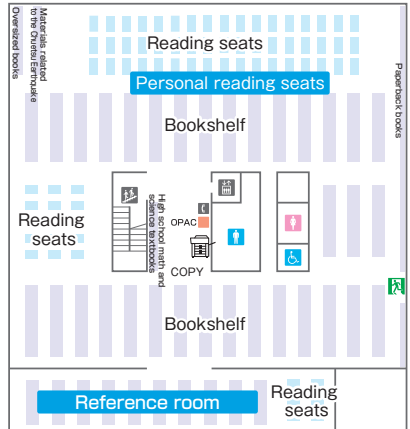 Oversized books
Materials related
to the Chuetsu Earthquake
Reading seats
Personal reading seats
Paperback books
Bookshelf
Reading
seats
High school math and
science textbooks
OPAC
COPY
Bookshelf
Reference room
Reading
seats